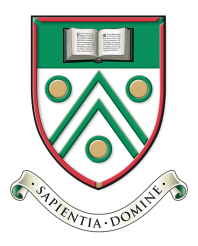 · SAPIENTIA · DOMINE ·